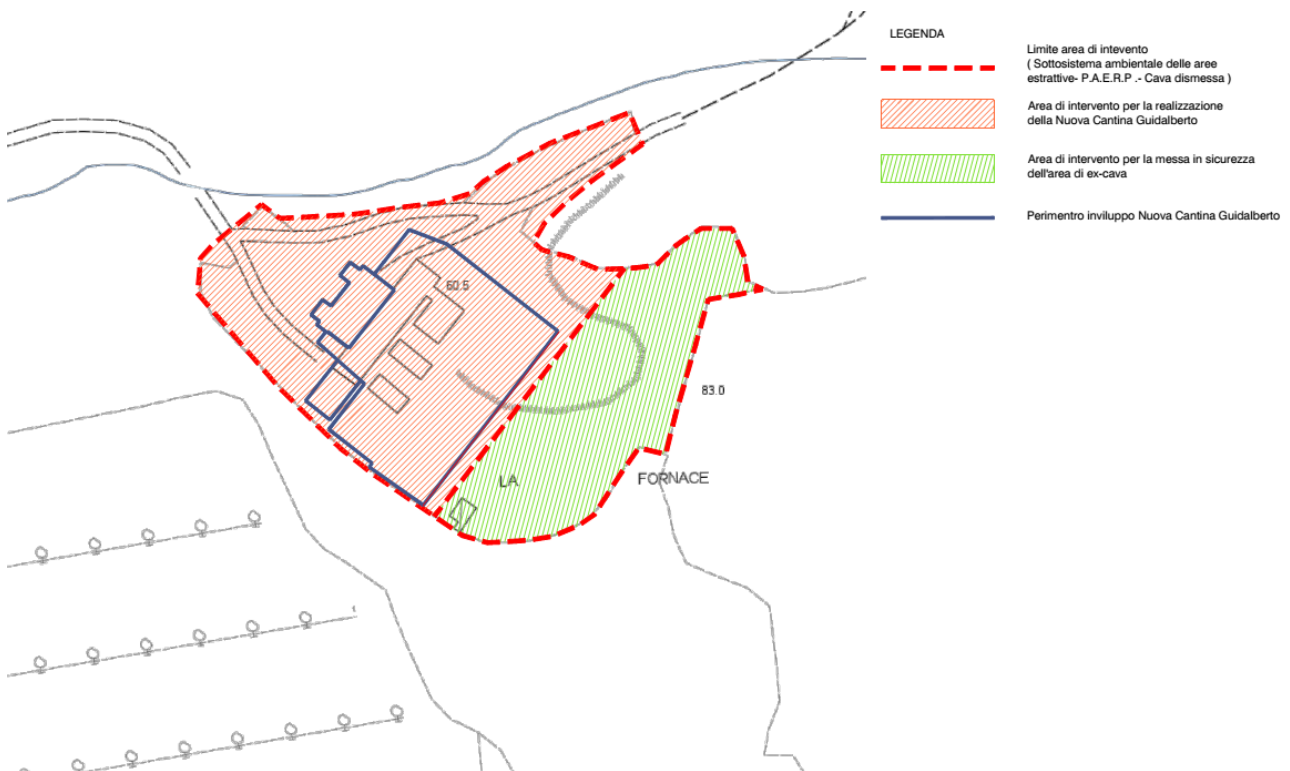 LEGENDA
Limite area di intevento
( Sottosistema ambientale delle aree
estrattive- P.A.E.R.P .- Cava dismessa )
Area di intervento per la realizzazione
della Nuova Cantina Guidalberto
Area di intervento per la messa in sicurezza
dell'area di ex-cava
Perimentro inviluppo Nuova Cantina Guidalberto
60.5
83.0
LA FORNACE